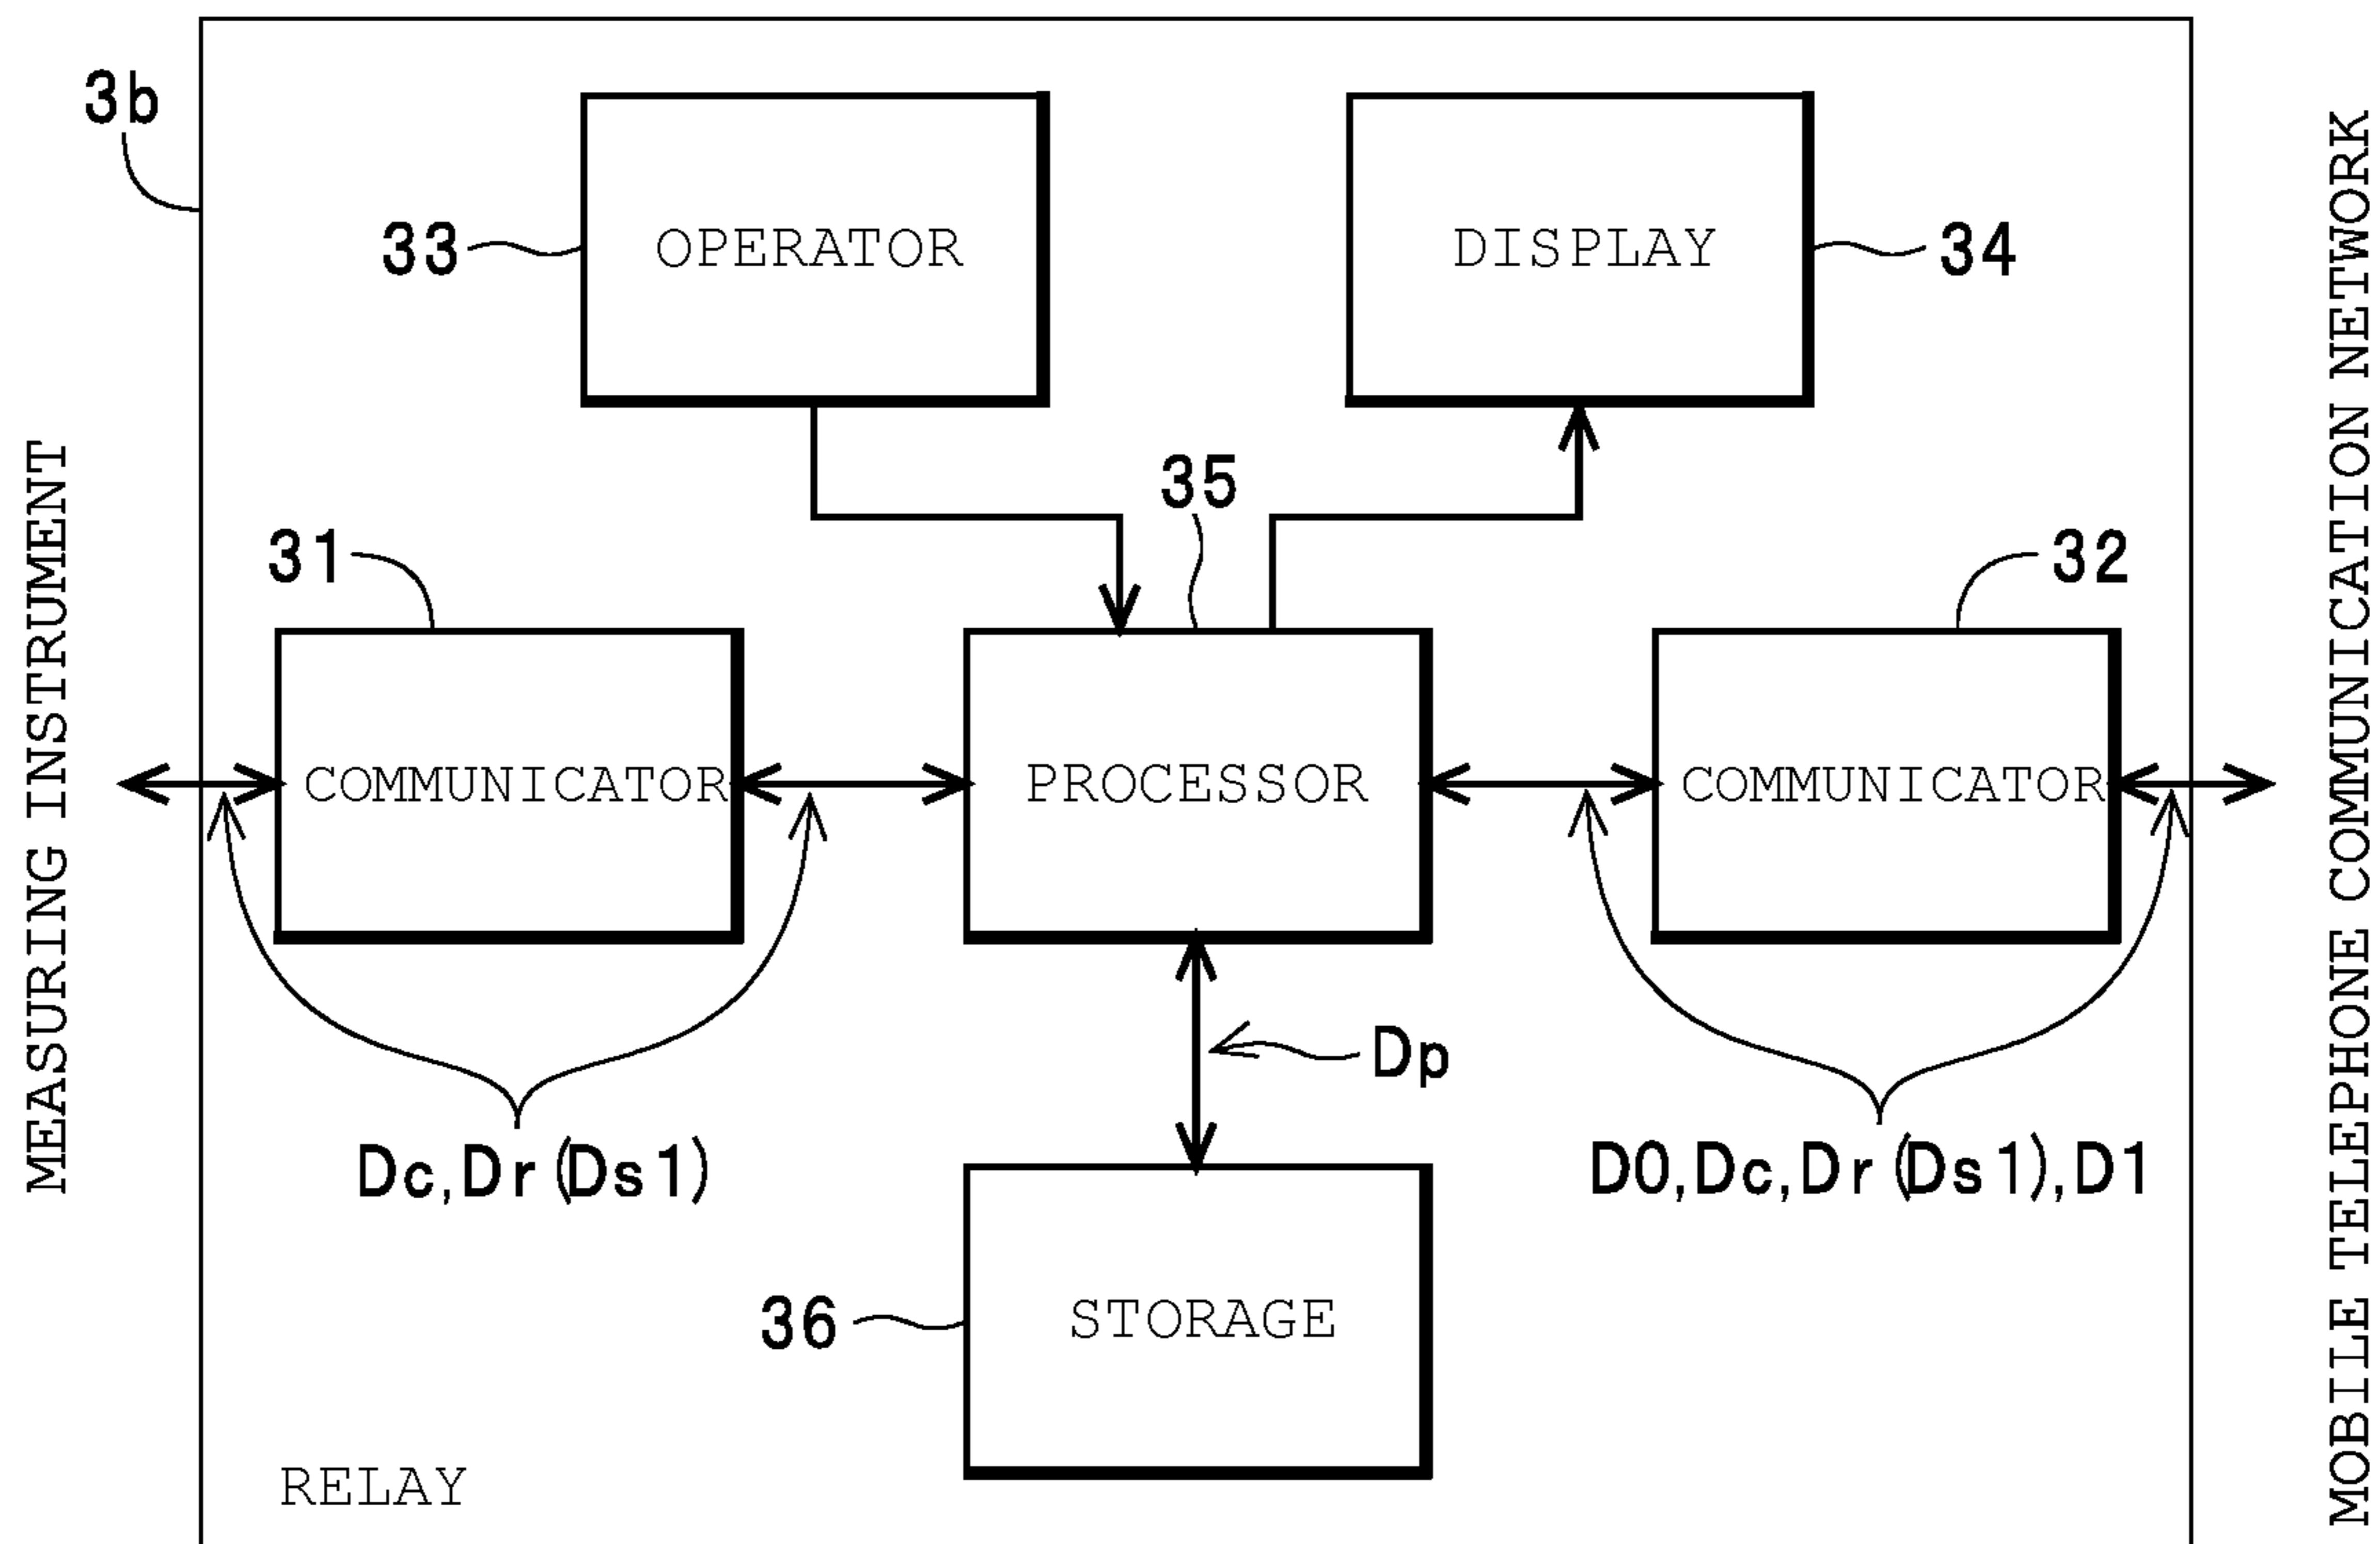 3b
33
OPERATOR
DISPLAY
34
35
31
32
MEASURING INSTRUMENT
COMMUNICATOR
PROCESSOR
COMMUNICATOR
MOBILE TELEPHONE COMMUNICATION NETWORK
Dp
Dc,Dr(Ds1)
D0,Dc,Dr(Ds1),D1
36
STORAGE
RELAY